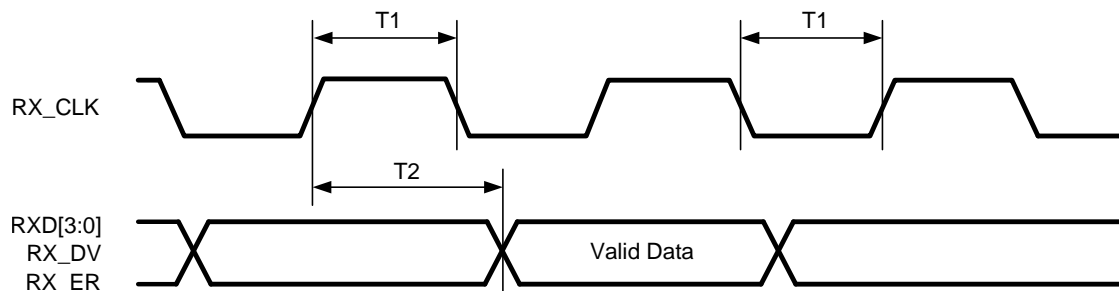 T1 T1
RX_CLK
T2
RXD[3:0]
RX_DV Valid Data
RX_ER